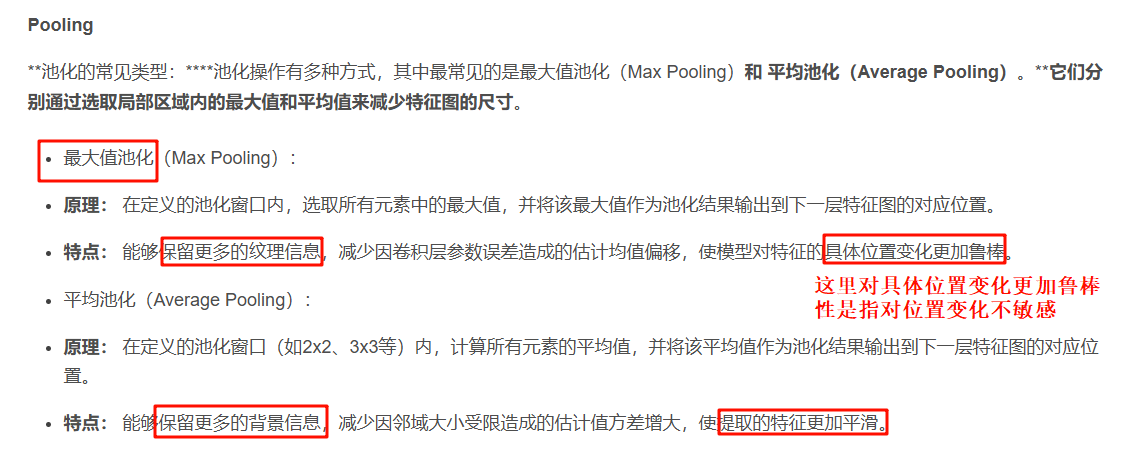 Pooling
**池化的常见类型：****池化操作有多种方式，其中最常见的是最大值池化（Max Pooling）和 平均池化（Average Pooling）。**它们分
别通过选取局部区域内的最大值和平均值来减少特征图的尺寸。
• 最大值池化（Max Pooling）：
• 原理： 在定义的池化窗口内，选取所有元素中的最大值，并将该最大值作为池化结果输出到下一层特征图的对应位置。
• 特点： 能够保留更多的纹理信息，减少因卷积层参数误差造成的估计均值偏移，使模型对特征的具体位置变化更加鲁棒。
这里对具体位置变化更加鲁棒
性是指对位置变化不敏感
• 平均池化（Average Pooling）：
• 原理： 在定义的池化窗口（如2x2、3x3等）内，计算所有元素的平均值，并将该平均值作为池化结果输出到下一层特征图的对应位
置。
• 特点： 能够保留更多的背景信息，减少因邻域大小受限造成的估计值方差增大，使提取的特征更加平滑。